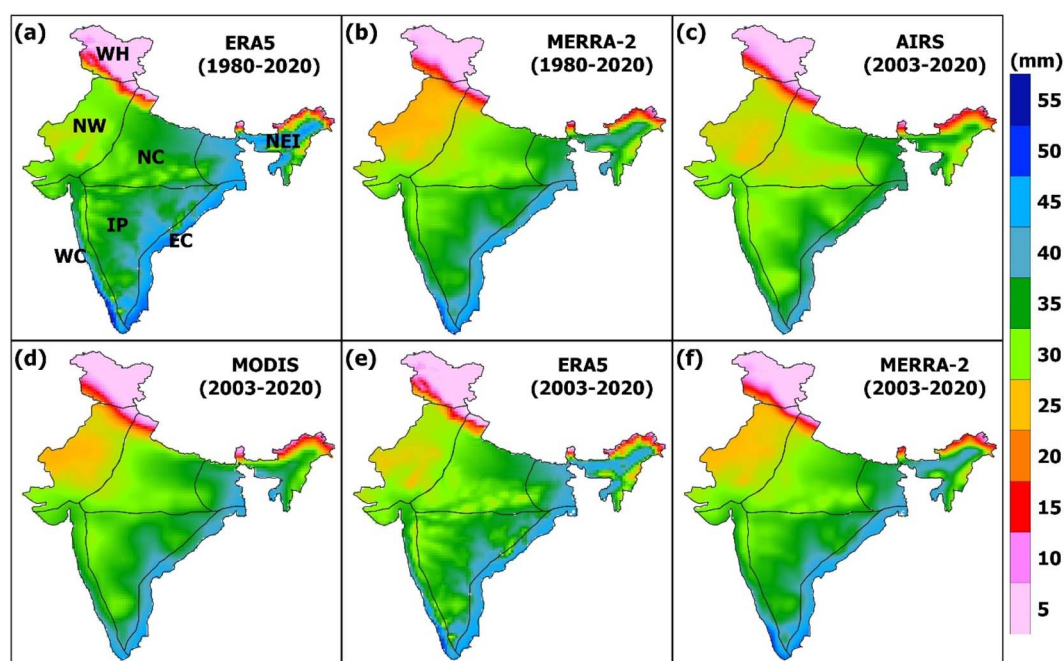 (a)
ERA5
(1980-2020)
WH
NW
NC
NEI
IP
WC
EC
(b)
MERRA-2
(1980-2020)
(c)
AIRS
(2003-2020)
(d)
MODIS
(2003-2020)
(e)
ERA5
(2003-2020)
(f)
MERRA-2
(2003-2020)
(mm)
55
50
45
40
35
30
25
20
15
10
5